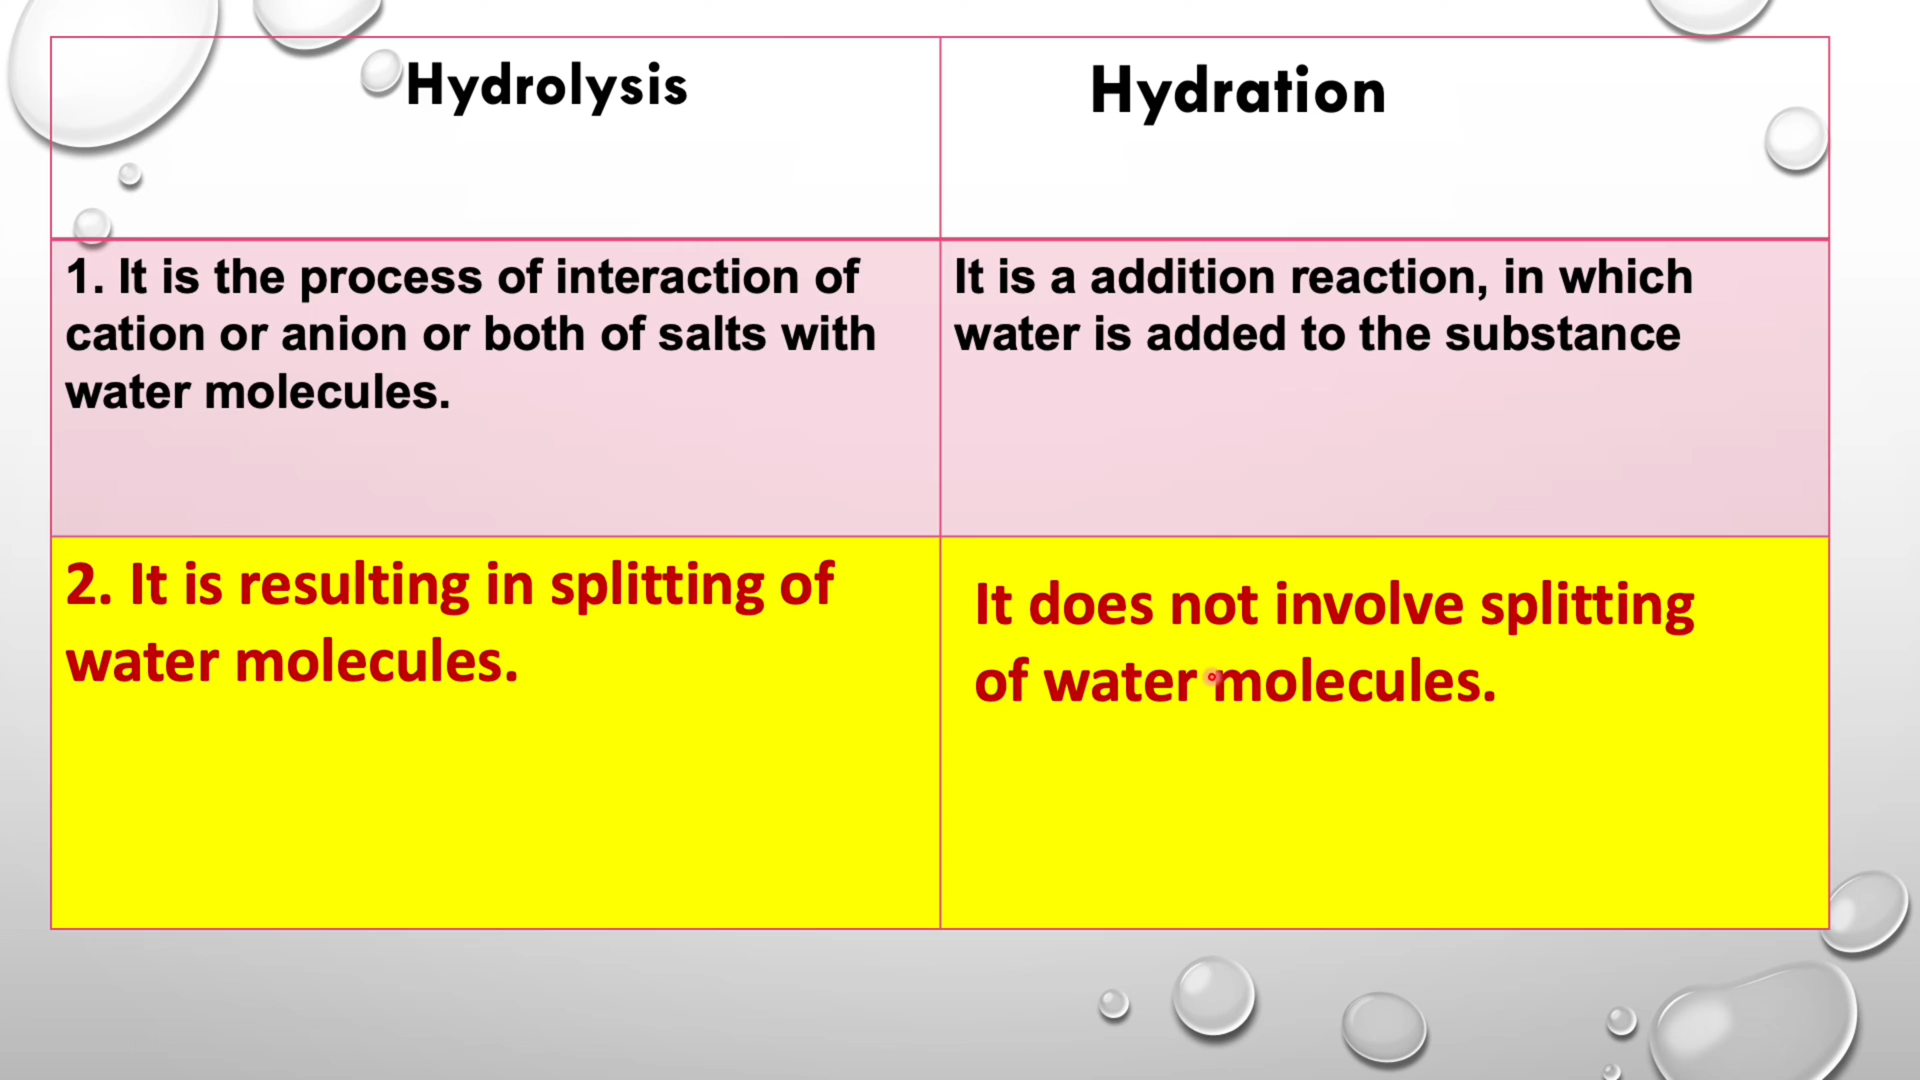 Hydrolysis
Hydration
1. It is the process of interaction of
cation or anion or both of salts with
water molecules.
It is a addition reaction, in which
water is added to the substance
2. It is resulting in splitting of
water molecules.
It does not involve splitting
of water molecules.